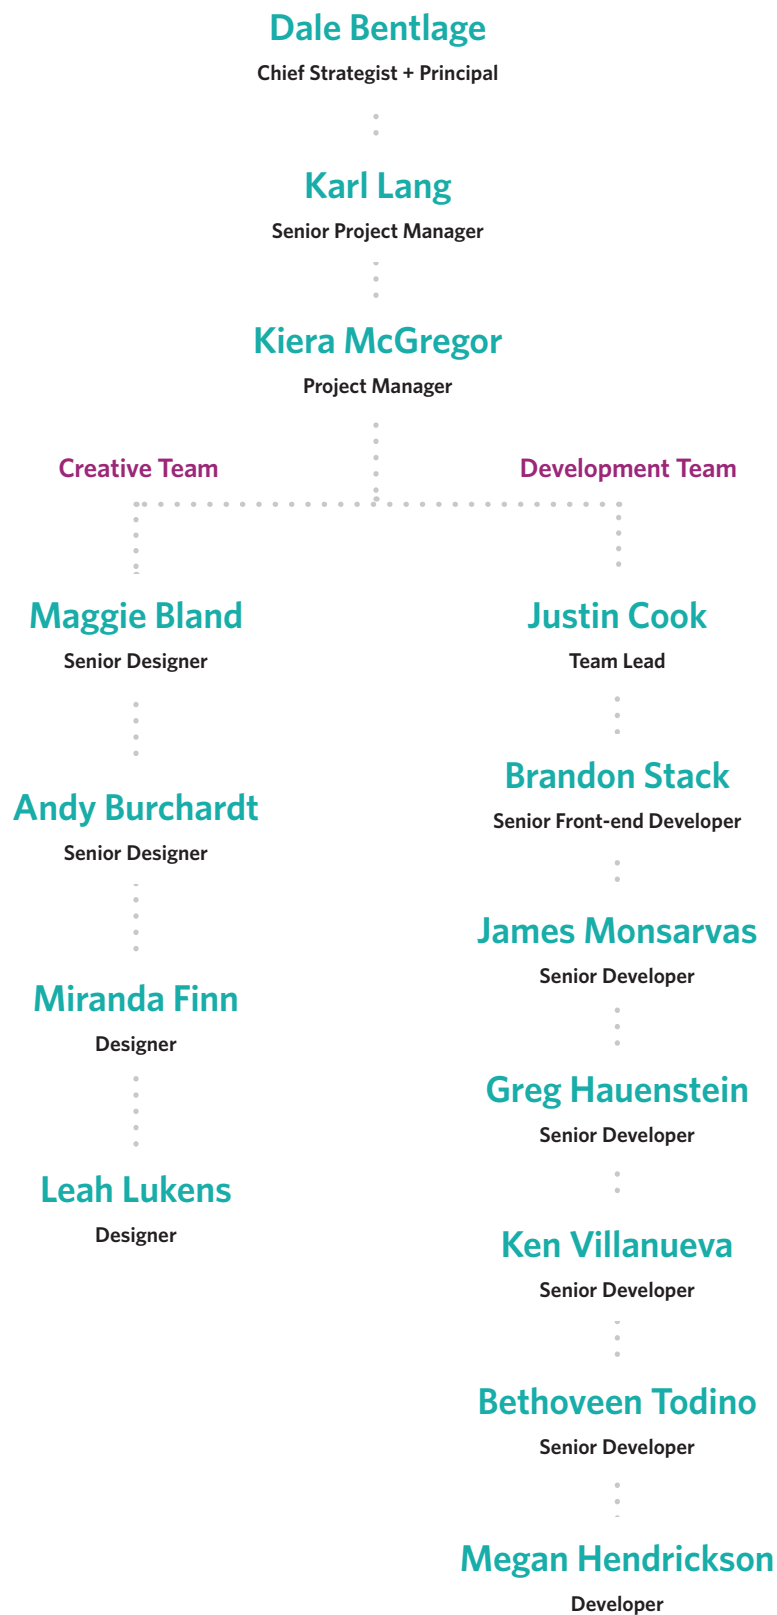 Dale Bentlage
Chief Strategist + Principal
Karl Lang
Senior Project Manager
Kiera McGregor
Project Manager
Creative Team
Maggie Bland
Senior Designer
Andy Burchardt
Senior Designer
Miranda Finn
Designer
Leah Lukens
Designer
Development Team
Justin Cook
Team Lead
Brandon Stack
Senior Front-end Developer
James Monsarvas
Senior Developer
Greg Hauenstein
Senior Developer
Ken Villanueva
Senior Developer
Bethoveen Todino
Senior Developer
Megan Hendrickson
Developer